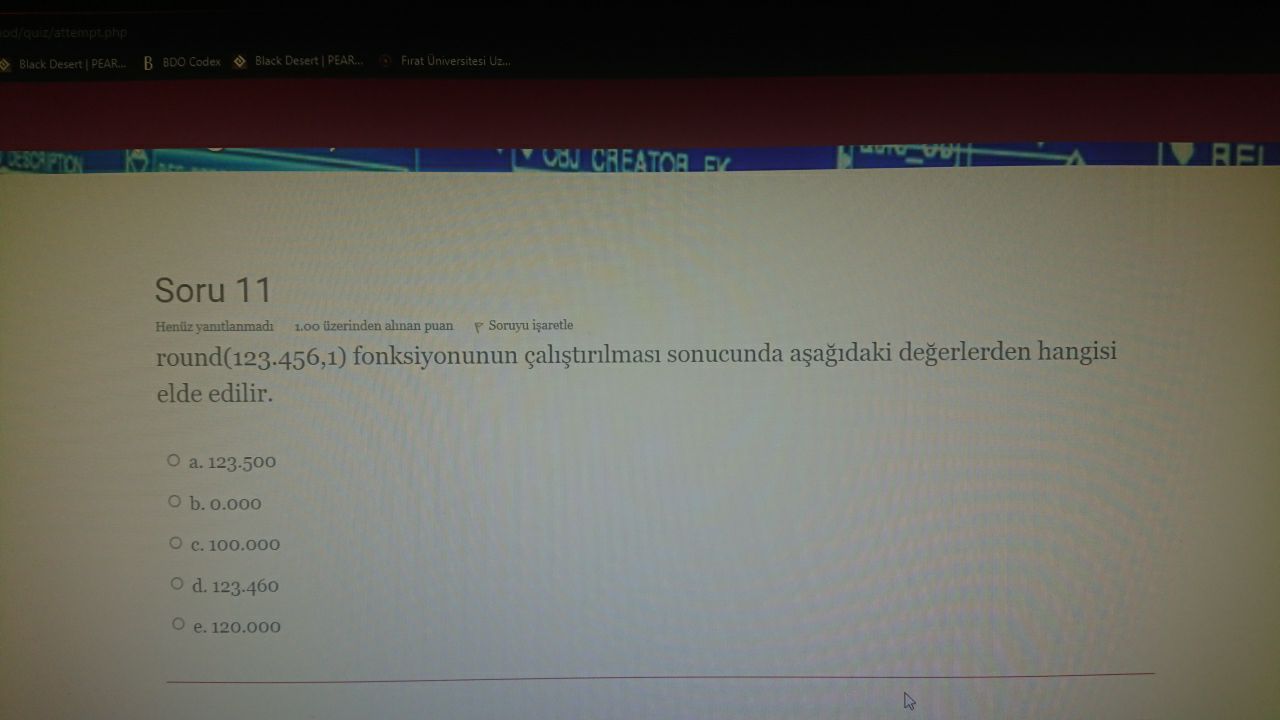 od/quiz/attempt.php
Black Desert | PEAR... BDO Codex Black Desert | PEAR... Fırat Üniversitesi Uz...
DESCRIPTION OBJ CREATOR FK REL
Soru 11
Henüz yanıtlanmadı 1.00 üzerinden alınan puan Soruyu işaretle
round(123.456,1) fonksiyonunun çalıştırılması sonucunda aşağıdaki değerlerden hangisi
elde edilir.
a. 123.500
b. 0.000
c. 100.000
d. 123.460
e. 120.000